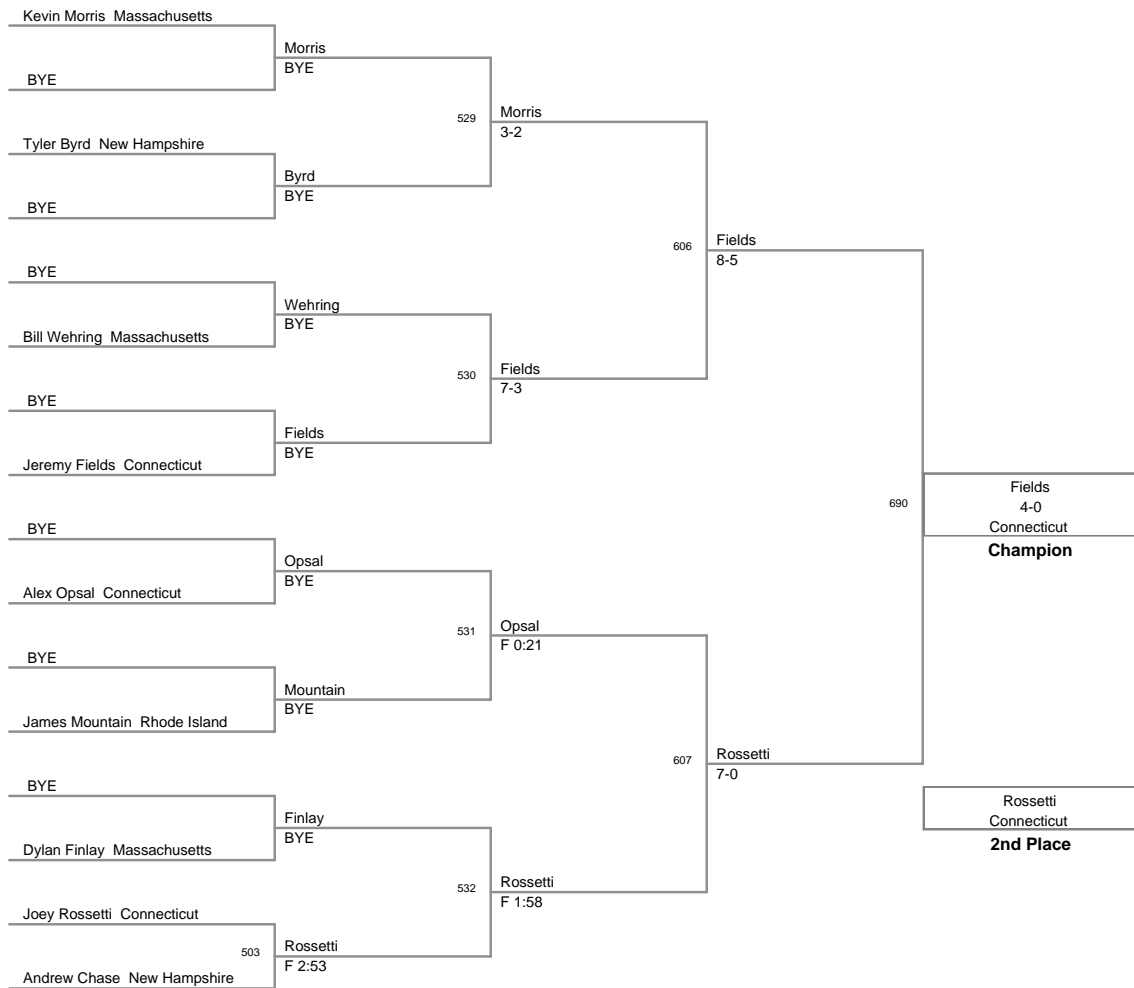 Kevin Morris  Massachusetts
BYE
Morris
BYE
Tyler Byrd  New Hampshire
BYE
Byrd
BYE
529
Morris
3-2
BYE
Bill Wehring  Massachusetts
Wehring
BYE
BYE
Jeremy Fields  Connecticut
Fields
BYE
530
Fields
7-3
606
Fields
8-5
BYE
Alex Opsal  Connecticut
Opsal
BYE
BYE
James Mountain  Rhode Island
Mountain
BYE
531
Opsal
F 0:21
BYE
Dylan Finlay  Massachusetts
Finlay
BYE
Joey Rossetti  Connecticut
Andrew Chase  New Hampshire
503
Rossetti
F 2:53
532
Rossetti
F 1:58
607
Rossetti
7-0
690
Fields
4-0
Connecticut
Champion
Rossetti
Connecticut
2nd Place